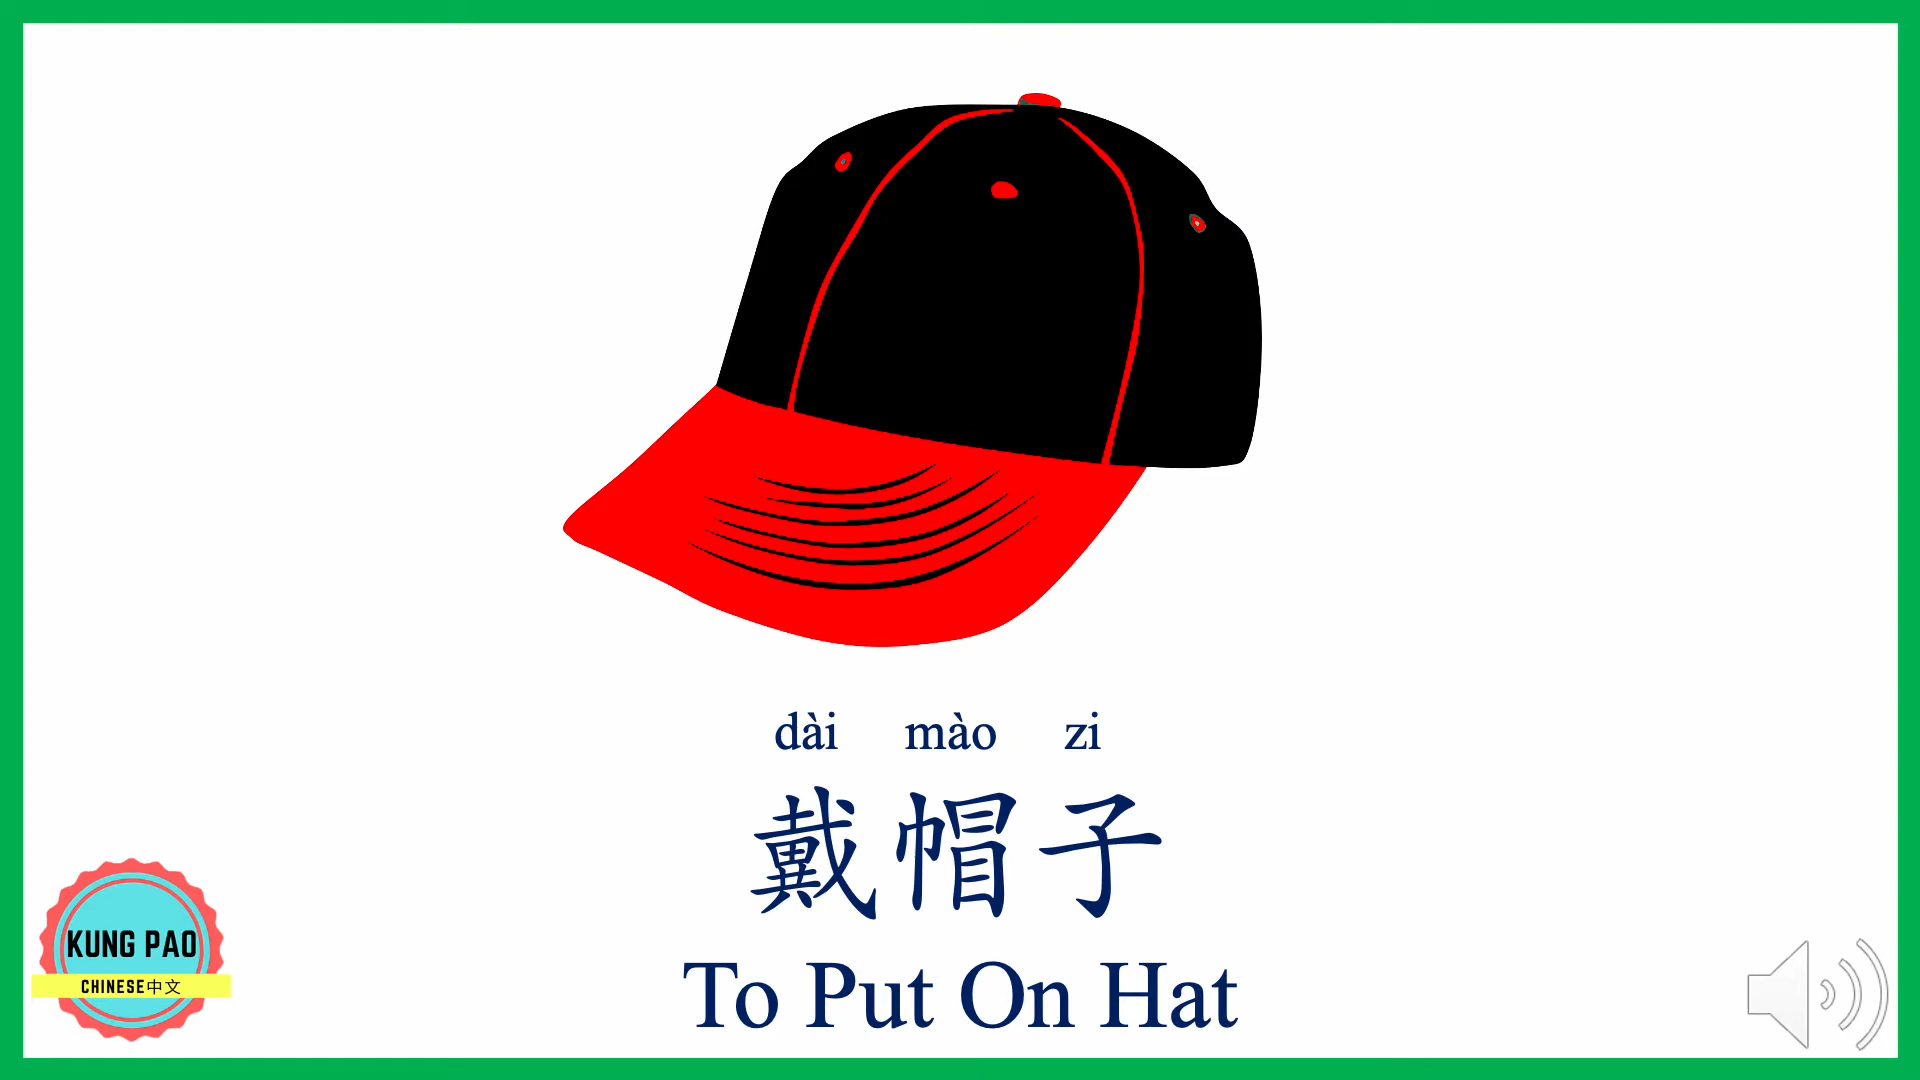 dài mào zi
戴帽子
To Put On Hat
KUNG PAO
CHINESE中文